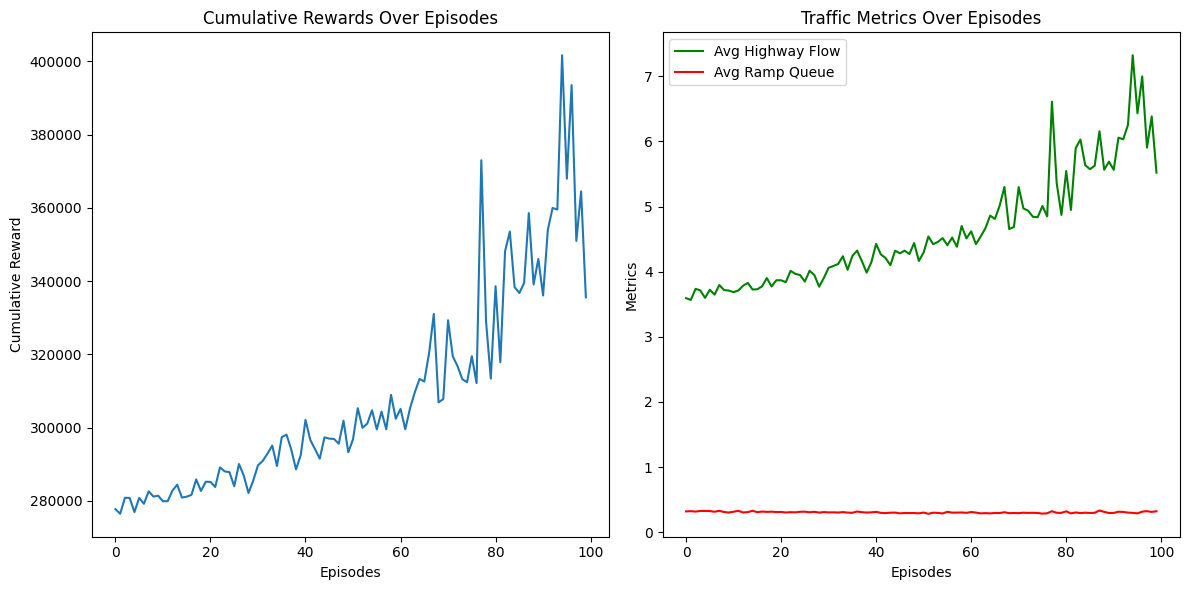 Cumulative Rewards Over Episodes
Cumulative Reward
400000
380000
360000
340000
320000
300000
280000
0 20 40 60 80 100
Episodes
Traffic Metrics Over Episodes
Avg Highway Flow
Avg Ramp Queue
Metrics
7
6
5
4
3
2
1
0
0 20 40 60 80 100
Episodes